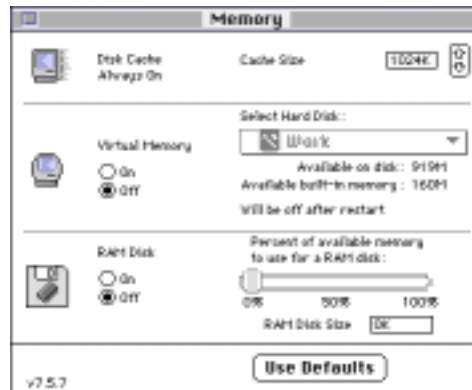 Memory
Disk Cache
Always On
Cache Size
1024K
Select Hard Disk:
Work
Virtual Memory
On
Off
Available on disk: 919M
Available built-in memory: 160M
Will be off after restart
RAM Disk
On
Off
Percent of available memory
to use for a RAM disk:
0% 50% 100%
RAM Disk Size 0K
Use Defaults
v7.5.7